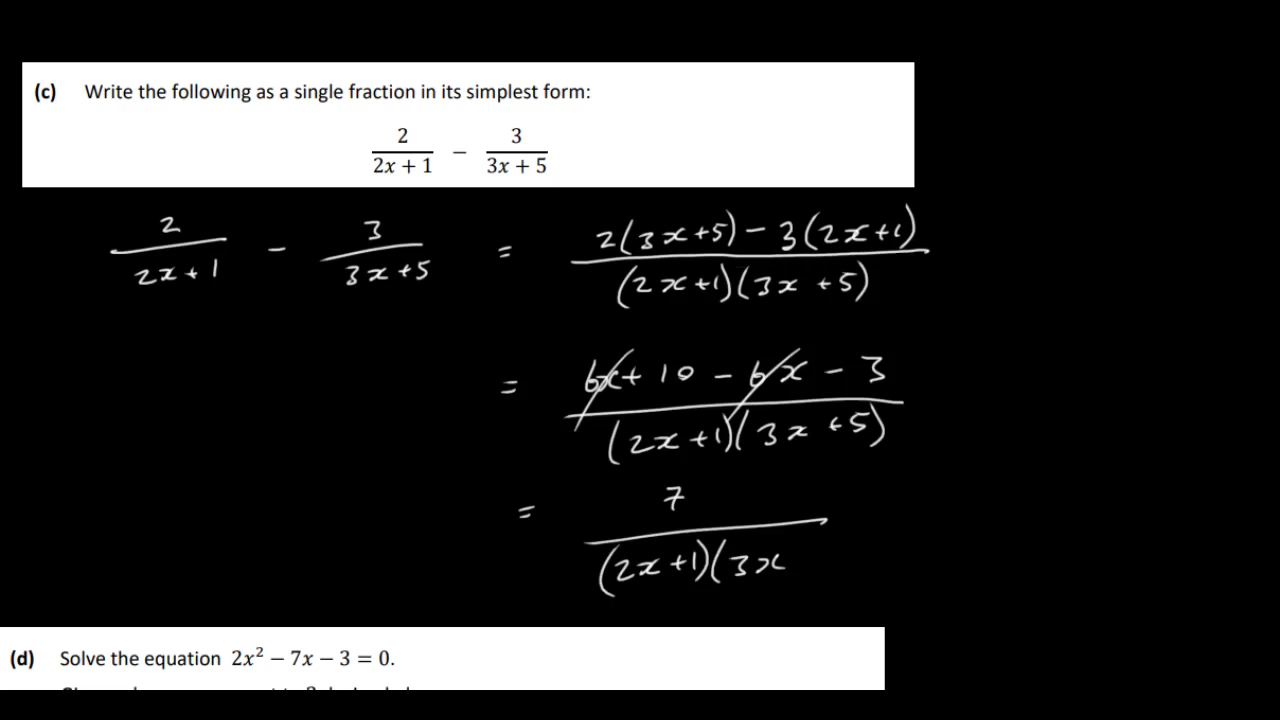 (c) Write the following as a single fraction in its simplest form:
2/(2x + 1) − 3/(3x + 5)
2/(2x + 1) − 3/(3x + 5) = (2(3x + 5) − 3(2x + 1))/((2x + 1)(3x + 5))
= (6x + 10 − 6x − 3)/((2x + 1)(3x + 5))
= 7/((2x + 1)(3x
(d) Solve the equation 2x² − 7x − 3 = 0.